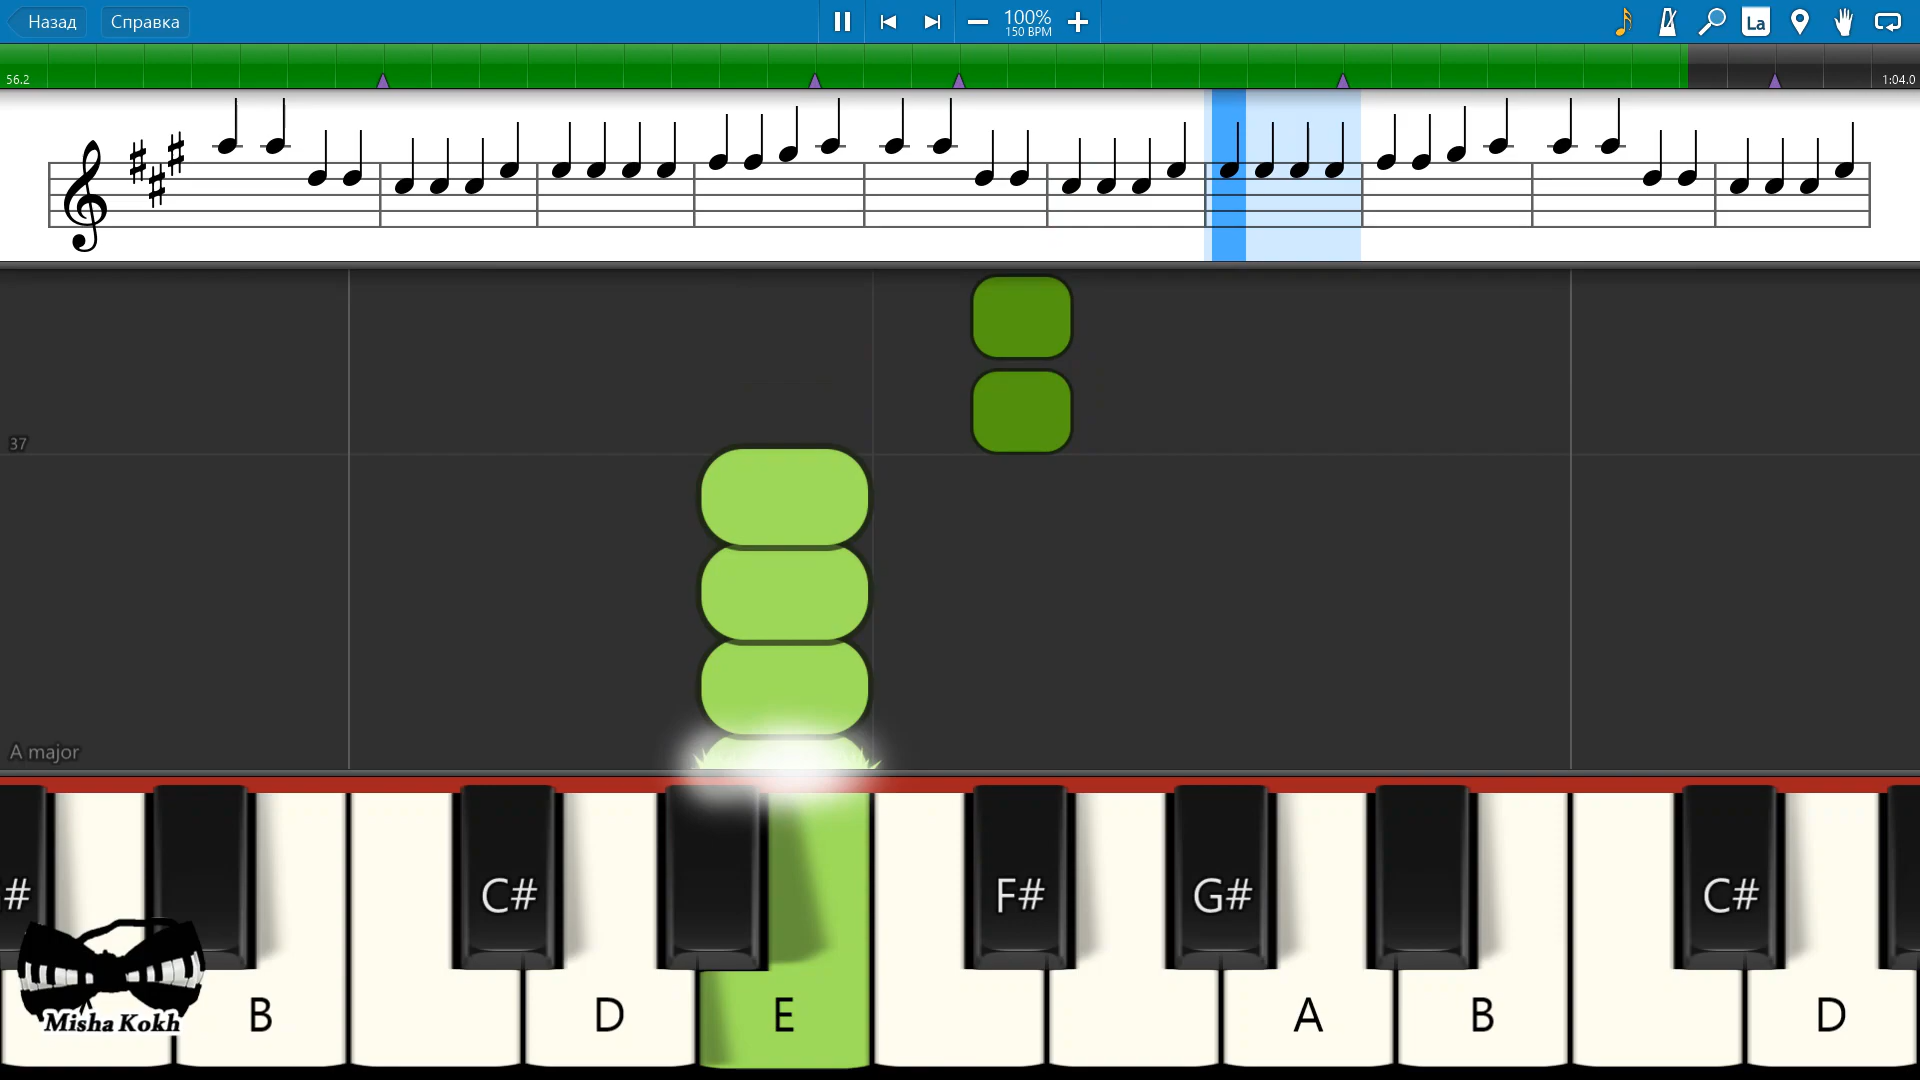 Назад Справка 100% La
150 BPM
56.2 1:04.0
37
A major
# C# F# G# C#
B D E A B D
Misha Kokh